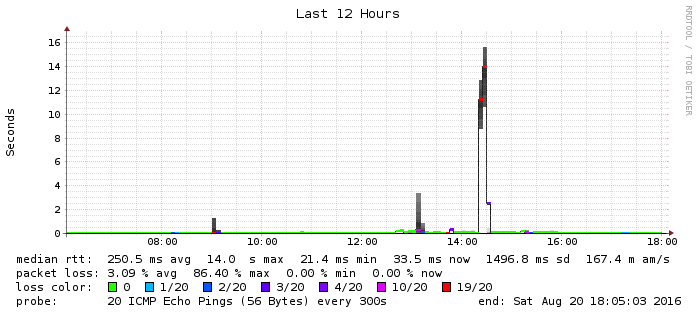 Last 12 Hours
RRDTOOL / TOBI OETIKER
Seconds
16
14
12
10
8
6
4
2
0
08:00 10:00 12:00 14:00 16:00 18:00
median rtt: 250.5 ms avg 14.0 s max 21.4 ms min 33.5 ms now 1496.8 ms sd 167.4 m am/s
packet loss: 3.09 % avg 86.40 % max 0.00 % min 0.00 % now
loss color: 0 1/20 2/20 3/20 4/20 10/20 19/20
probe: 20 ICMP Echo Pings (56 Bytes) every 300s end: Sat Aug 20 18:05:03 2016